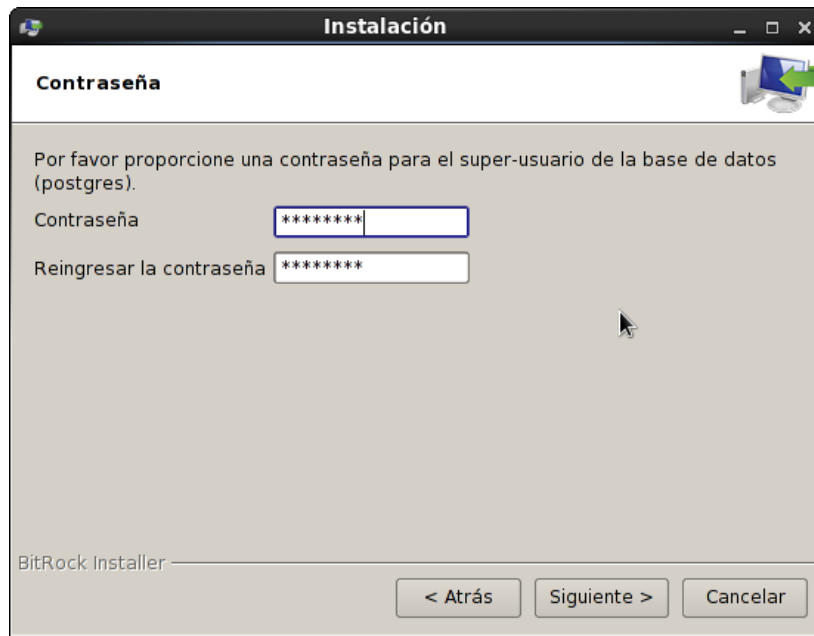 Instalación
Contraseña
Por favor proporcione una contraseña para el super-usuario de la base de datos
(postgres).
Contraseña ********
Reingresar la contraseña ********
BitRock Installer
< Atrás Siguiente > Cancelar